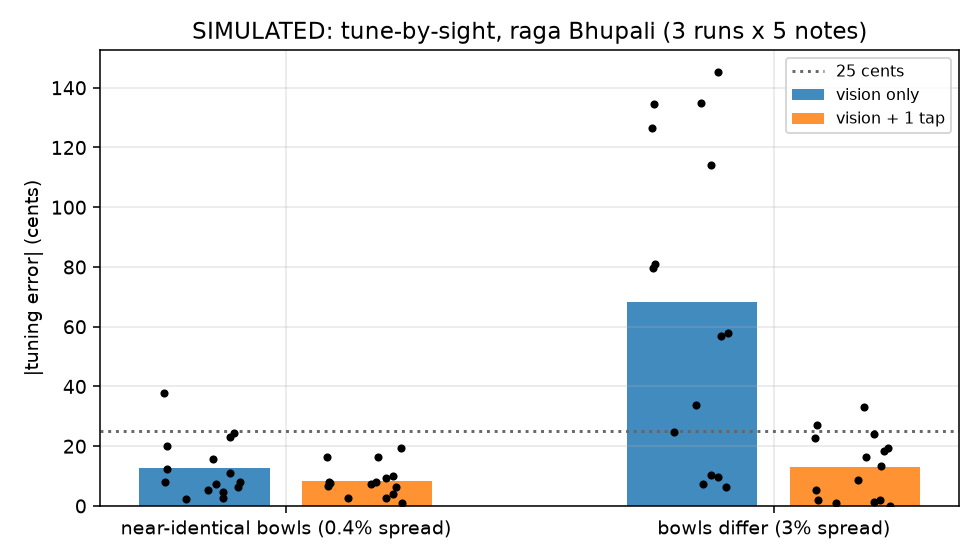 SIMULATED: tune-by-sight, raga Bhupali (3 runs x 5 notes)
|tuning error| (cents)
140
120
100
80
60
40
20
0
25 cents
vision only
vision + 1 tap
near-identical bowls (0.4% spread)
bowls differ (3% spread)